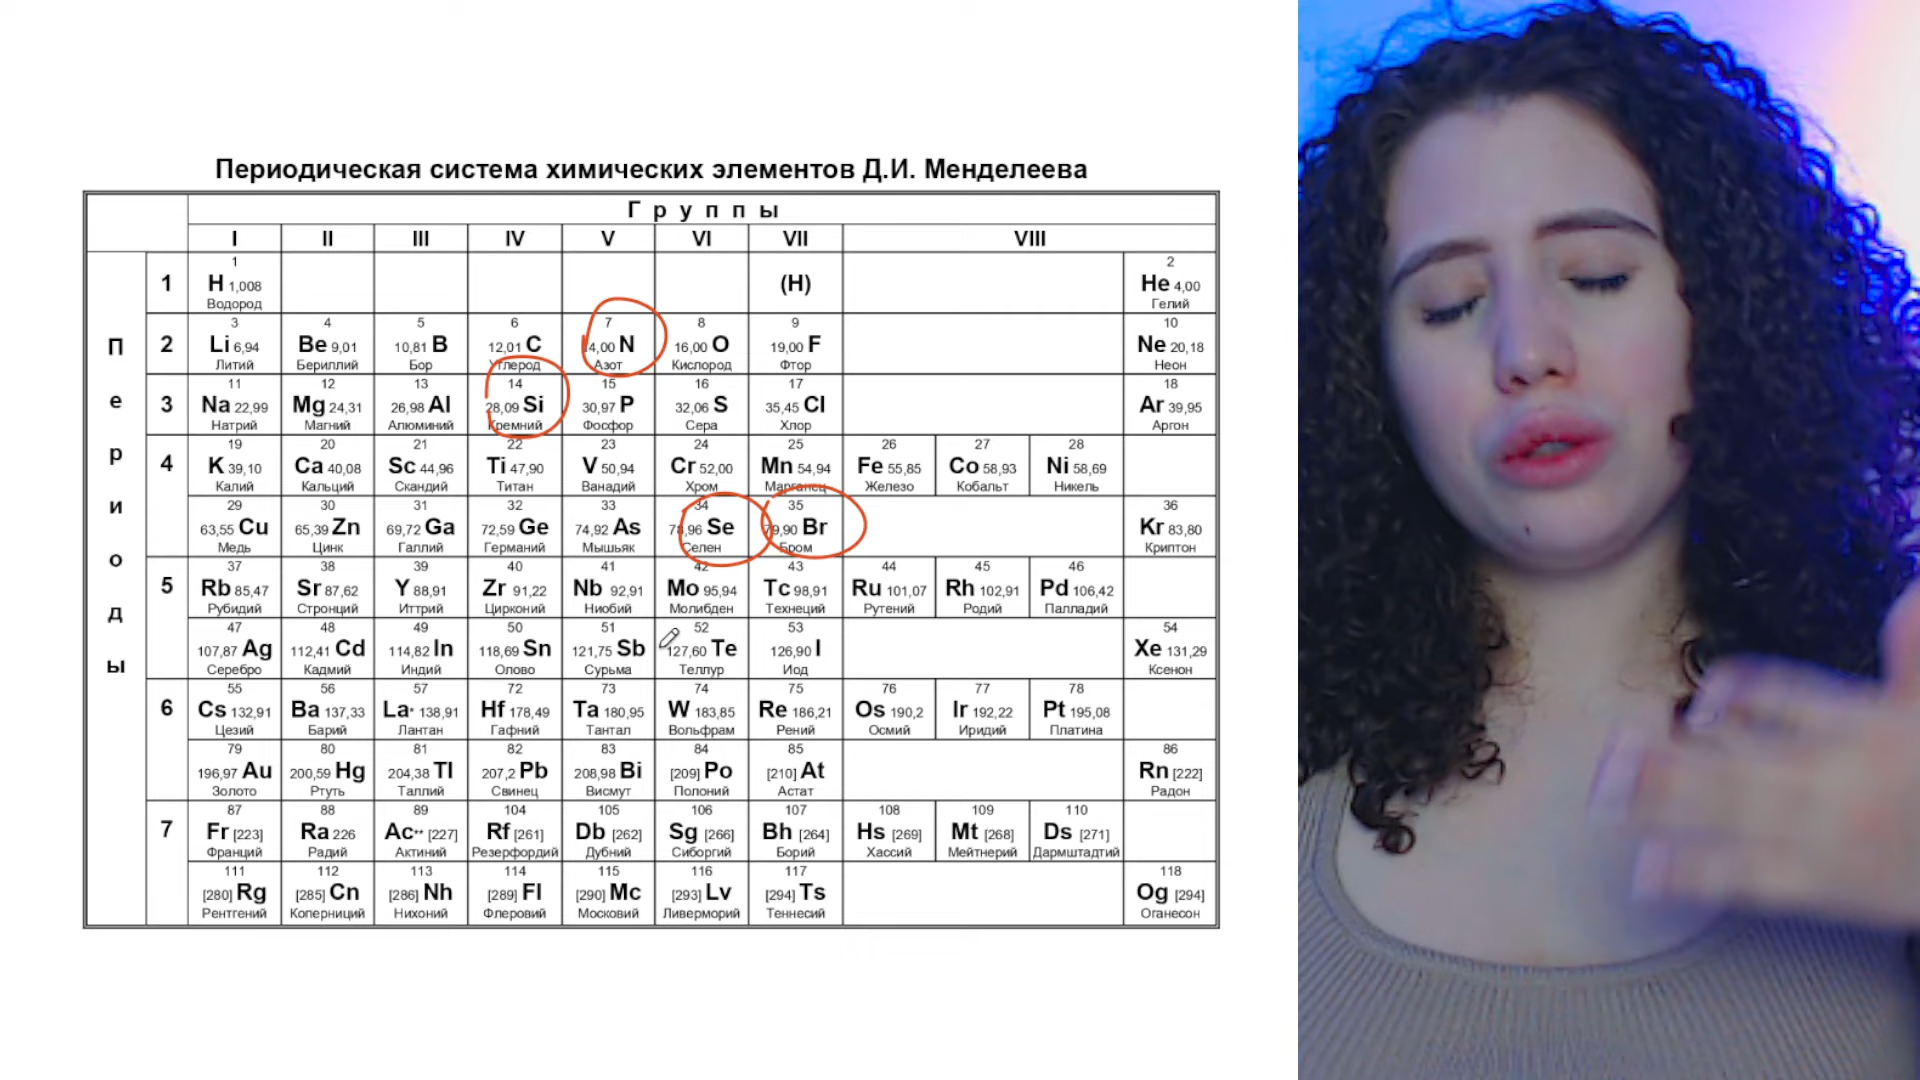 Периодическая система химических элементов Д.И. Менделеева
Г р у п п ы
I II III IV V VI VII VIII
П е р и о д ы
1
1 2
H 1,008 (H) He 4,00
Водород Гелий
2
3 4 5 6 7 8 9 10
Li 6,94 Be 9,01 10,81 B 12,01 C 14,00 N 16,00 O 19,00 F Ne 20,18
Литий Бериллий Бор Углерод Азот Кислород Фтор Неон
3
11 12 13 14 15 16 17 18
Na 22,99 Mg 24,31 26,98 Al 28,09 Si 30,97 P 32,06 S 35,45 Cl Ar 39,95
Натрий Магний Алюминий Кремний Фосфор Сера Хлор Аргон
4
19 20 21 22 23 24 25 26 27 28
K 39,10 Ca 40,08 Sc 44,96 Ti 47,90 V 50,94 Cr 52,00 Mn 54,94 Fe 55,85 Co 58,93 Ni 58,69
Калий Кальций Скандий Титан Ванадий Хром Марганец Железо Кобальт Никель
29 30 31 32 33 34 35 36
63,55 Cu 65,39 Zn 69,72 Ga 72,59 Ge 74,92 As 78,96 Se 79,90 Br Kr 83,80
Медь Цинк Галлий Германий Мышьяк Селен Бром Криптон
5
37 38 39 40 41 42 43 44 45 46
Rb 85,47 Sr 87,62 Y 88,91 Zr 91,22 Nb 92,91 Mo 95,94 Tc 98,91 Ru 101,07 Rh 102,91 Pd 106,42
Рубидий Стронций Иттрий Цирконий Ниобий Молибден Технеций Рутений Родий Палладий
47 48 49 50 51 52 53 54
107,87 Ag 112,41 Cd 114,82 In 118,69 Sn 121,75 Sb 127,60 Te 126,90 I Xe 131,29
Серебро Кадмий Индий Олово Сурьма Теллур Иод Ксенон
6
55 56 57 72 73 74 75 76 77 78
Cs 132,91 Ba 137,33 La* 138,91 Hf 178,49 Ta 180,95 W 183,85 Re 186,21 Os 190,2 Ir 192,22 Pt 195,08
Цезий Барий Лантан Гафний Тантал Вольфрам Рений Осмий Иридий Платина
79 80 81 82 83 84 85 86
196,97 Au 200,59 Hg 204,38 Tl 207,2 Pb 208,98 Bi [209] Po [210] At Rn [222]
Золото Ртуть Таллий Свинец Висмут Полоний Астат Радон
7
87 88 89 104 105 106 107 108 109 110
Fr [223] Ra 226 Ac** [227] Rf [261] Db [262] Sg [266] Bh [264] Hs [269] Mt [268] Ds [271]
Франций Радий Актиний Резерфордий Дубний Сиборгий Борий Хассий Мейтнерий Дармштадтий
111 112 113 114 115 116 117 118
[280] Rg [285] Cn [286] Nh [289] Fl [290] Mc [293] Lv [294] Ts Og [294]
Рентгений Коперниций Нихоний Флеровий Московий Ливерморий Теннесий Оганесон